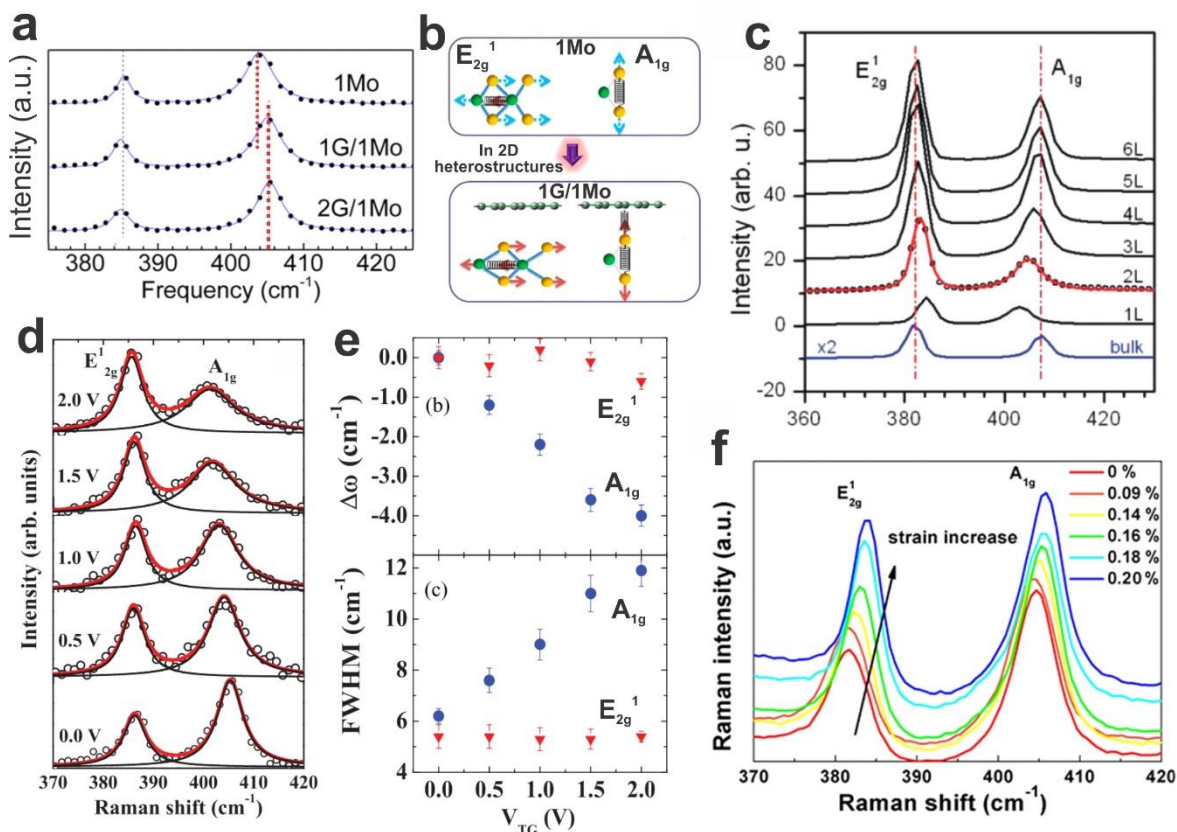 a
Intensity (a.u.)
1Mo
1G/1Mo
2G/1Mo
380 390 400 410 420
Frequency (cm⁻¹)
b
E₂g¹ 1Mo A₁g
In 2D
heterostructures
1G/1Mo
c
Intensity (arb. u.)
80
60
40
20
0
-20
E₂g¹ A₁g
6L
5L
4L
3L
2L
1L
x2 bulk
360 380 400 420
d
Intensity (arb. units)
E¹₂g A₁g
2.0 V
1.5 V
1.0 V
0.5 V
0.0 V
370 380 390 400 410 420
Raman shift (cm⁻¹)
e
Δω (cm⁻¹)
0.0
-1.0
-2.0
-3.0
-4.0
(b)
E₂g¹
A₁g
FWHM (cm⁻¹)
12
10
8
6
4
(c)
A₁g
E₂g¹
0.0 0.5 1.0 1.5 2.0
V_TG (V)
f
Raman intensity (a.u.)
E¹₂g
A₁g
strain increase
0 %
0.09 %
0.14 %
0.16 %
0.18 %
0.20 %
370 380 390 400 410 420
Raman shift (cm⁻¹)